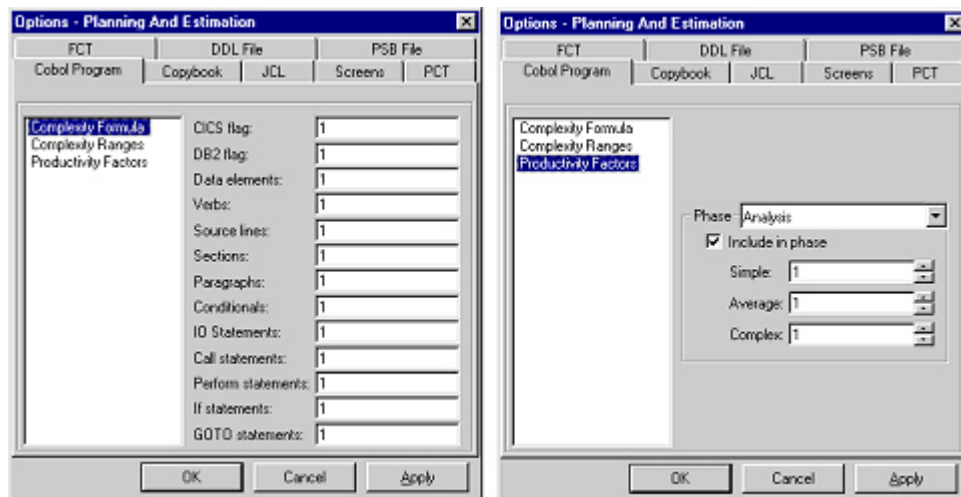 Options - Planning And Estimation
FCT DDL File PSB File
Cobol Program Copybook JCL Screens PCT
Complexity Formula
Complexity Ranges
Productivity Factors
CICS flag: 1
DB2 flag: 1
Data elements: 1
Verbs: 1
Source lines: 1
Sections: 1
Paragraphs: 1
Conditionals: 1
IO Statements: 1
Call statements: 1
Perform statements: 1
If statements: 1
GOTO statements: 1
OK Cancel Apply
Options - Planning And Estimation
FCT DDL File PSB File
Cobol Program Copybook JCL Screens PCT
Complexity Formula
Complexity Ranges
Productivity Factors
Phase Analysis
Include in phase
Simple: 1
Average: 1
Complex: 1
OK Cancel Apply